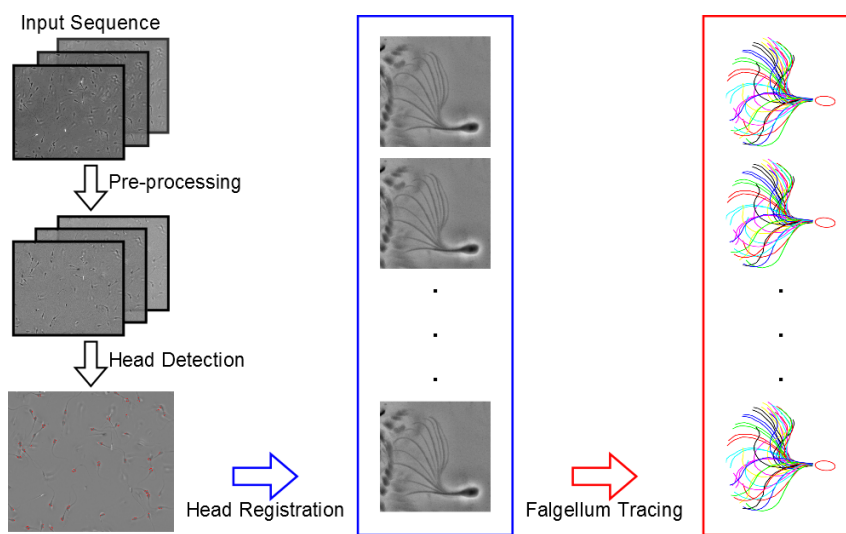 Input Sequence
Pre-processing
Head Detection
Head Registration
Falgellum Tracing